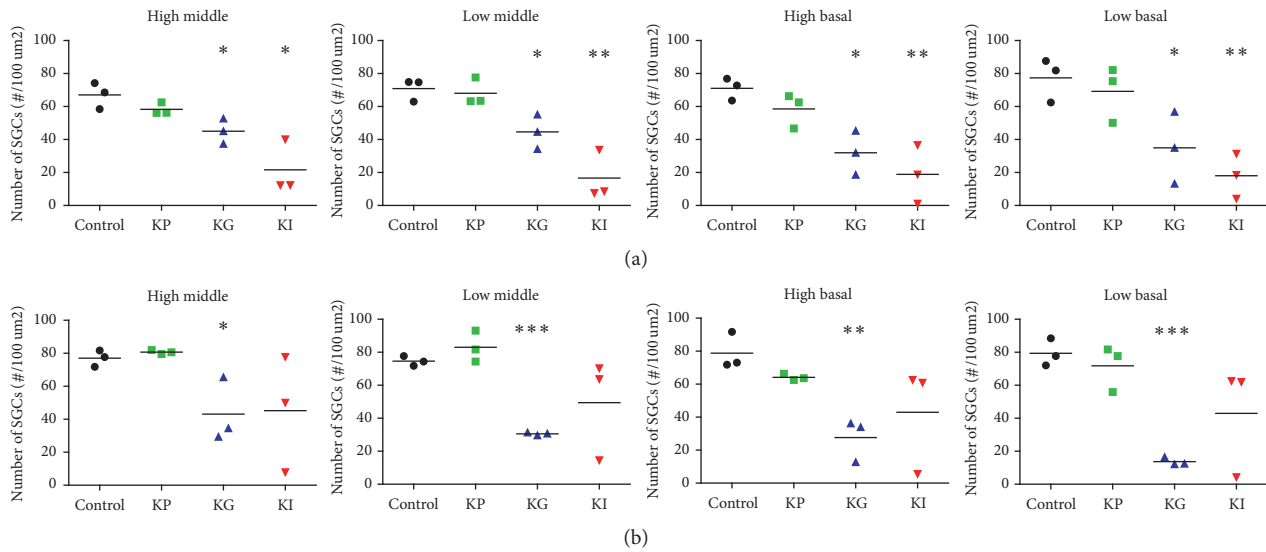 High middle
Number of SGCs (#/100 um2)
100
80
60
40
20
0
* *
Control KP KG KI
Low middle
Number of SGCs (#/100 um2)
100
80
60
40
20
0
* **
Control KP KG KI
High basal
Number of SGCs (#/100 um2)
100
80
60
40
20
0
* **
Control KP KG KI
Low basal
Number of SGCs (#/100 um2)
100
80
60
40
20
0
* **
Control KP KG KI
(a)
High middle
Number of SGCs (#/100 um2)
100
80
60
40
20
0
*
Control KP KG KI
Low middle
Number of SGCs (#/100 um2)
100
80
60
40
20
0
***
Control KP KG KI
High basal
Number of SGCs (#/100 um2)
100
80
60
40
20
0
**
Control KP KG KI
Low basal
Number of SGCs (#/100 um2)
100
80
60
40
20
0
***
Control KP KG KI
(b)